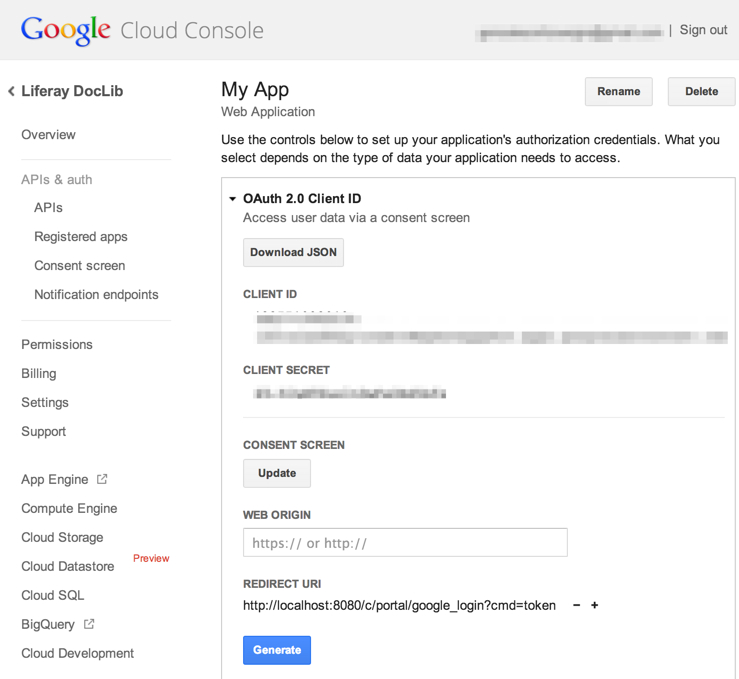 Google Cloud Console
| Sign out
Liferay DocLib
Overview
APIs & auth
APIs
Registered apps
Consent screen
Notification endpoints
Permissions
Billing
Settings
Support
App Engine
Compute Engine
Cloud Storage
Cloud Datastore Preview
Cloud SQL
BigQuery
Cloud Development
My App
Rename
Delete
Web Application
Use the controls below to set up your application's authorization credentials. What you
select depends on the type of data your application needs to access.
OAuth 2.0 Client ID
Access user data via a consent screen
Download JSON
CLIENT ID
CLIENT SECRET
CONSENT SCREEN
Update
WEB ORIGIN
https:// or http://
REDIRECT URI
http://localhost:8080/c/portal/google_login?cmd=token - +
Generate